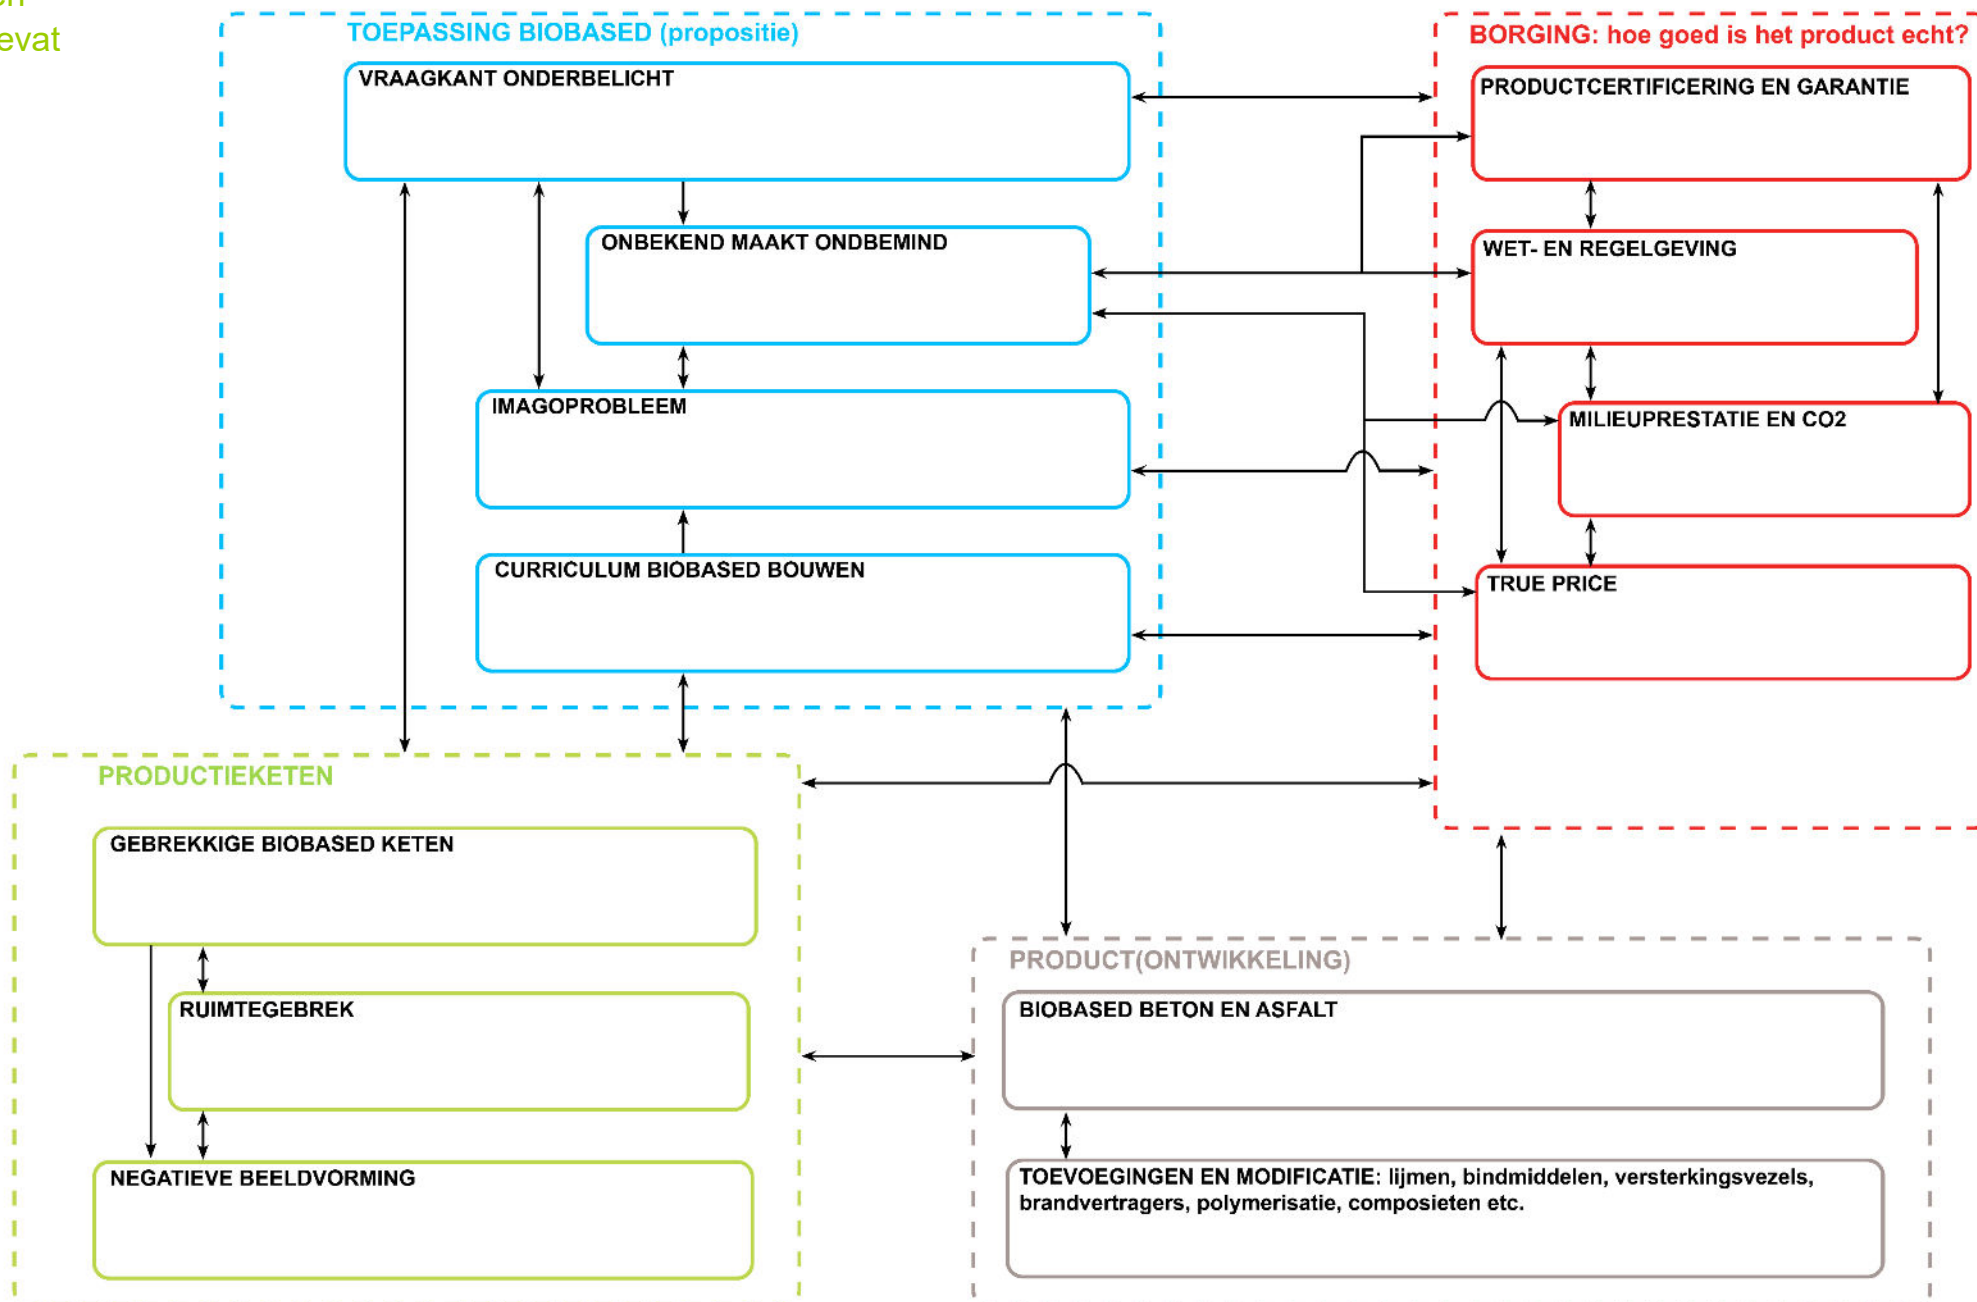 evat
TOEPASSING BIOBASED (propositie)
VRAAGKANT ONDERBELICHT
ONBEKEND MAAKT ONDBEMIND
IMAGOPROBLEEM
CURRICULUM BIOBASED BOUWEN
BORGING: hoe goed is het product echt?
PRODUCTCERTIFICERING EN GARANTIE
WET- EN REGELGEVING
MILIEUPRESTATIE EN CO2
TRUE PRICE
PRODUCTIEKETEN
GEBREKKIGE BIOBASED KETEN
RUIMTEGEBREK
NEGATIEVE BEELDVORMING
PRODUCT(ONTWIKKELING)
BIOBASED BETON EN ASFALT
TOEVOEGINGEN EN MODIFICATIE: lijmen, bindmiddelen, versterkingsvezels,
brandvertragers, polymerisatie, composieten etc.